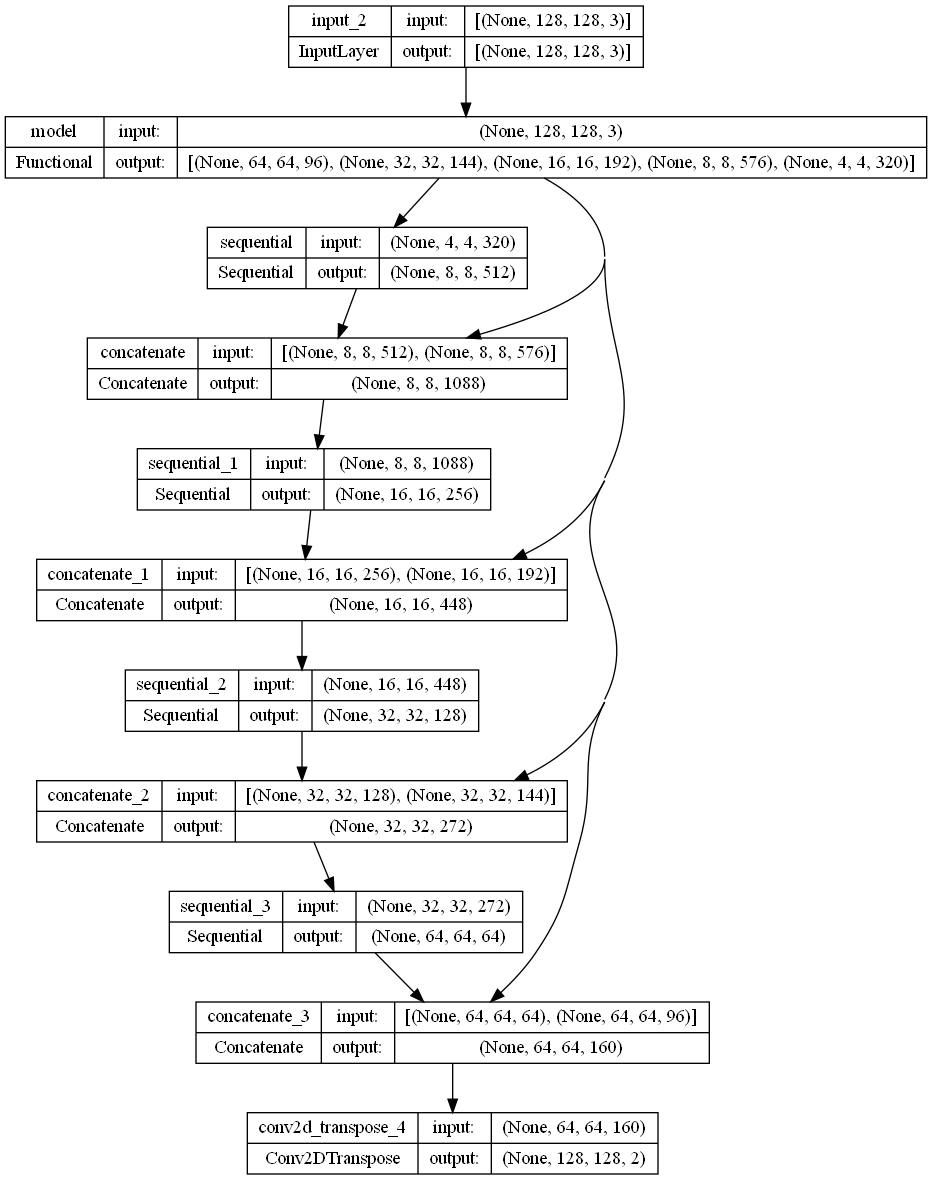 input_2 input: [(None, 128, 128, 3)]
InputLayer output: [(None, 128, 128, 3)]
model input: (None, 128, 128, 3)
Functional output: [(None, 64, 64, 96), (None, 32, 32, 144), (None, 16, 16, 192), (None, 8, 8, 576), (None, 4, 4, 320)]
sequential input: (None, 4, 4, 320)
Sequential output: (None, 8, 8, 512)
concatenate input: [(None, 8, 8, 512), (None, 8, 8, 576)]
Concatenate output: (None, 8, 8, 1088)
sequential_1 input: (None, 8, 8, 1088)
Sequential output: (None, 16, 16, 256)
concatenate_1 input: [(None, 16, 16, 256), (None, 16, 16, 192)]
Concatenate output: (None, 16, 16, 448)
sequential_2 input: (None, 16, 16, 448)
Sequential output: (None, 32, 32, 128)
concatenate_2 input: [(None, 32, 32, 128), (None, 32, 32, 144)]
Concatenate output: (None, 32, 32, 272)
sequential_3 input: (None, 32, 32, 272)
Sequential output: (None, 64, 64, 64)
concatenate_3 input: [(None, 64, 64, 64), (None, 64, 64, 96)]
Concatenate output: (None, 64, 64, 160)
conv2d_transpose_4 input: (None, 64, 64, 160)
Conv2DTranspose output: (None, 128, 128, 2)